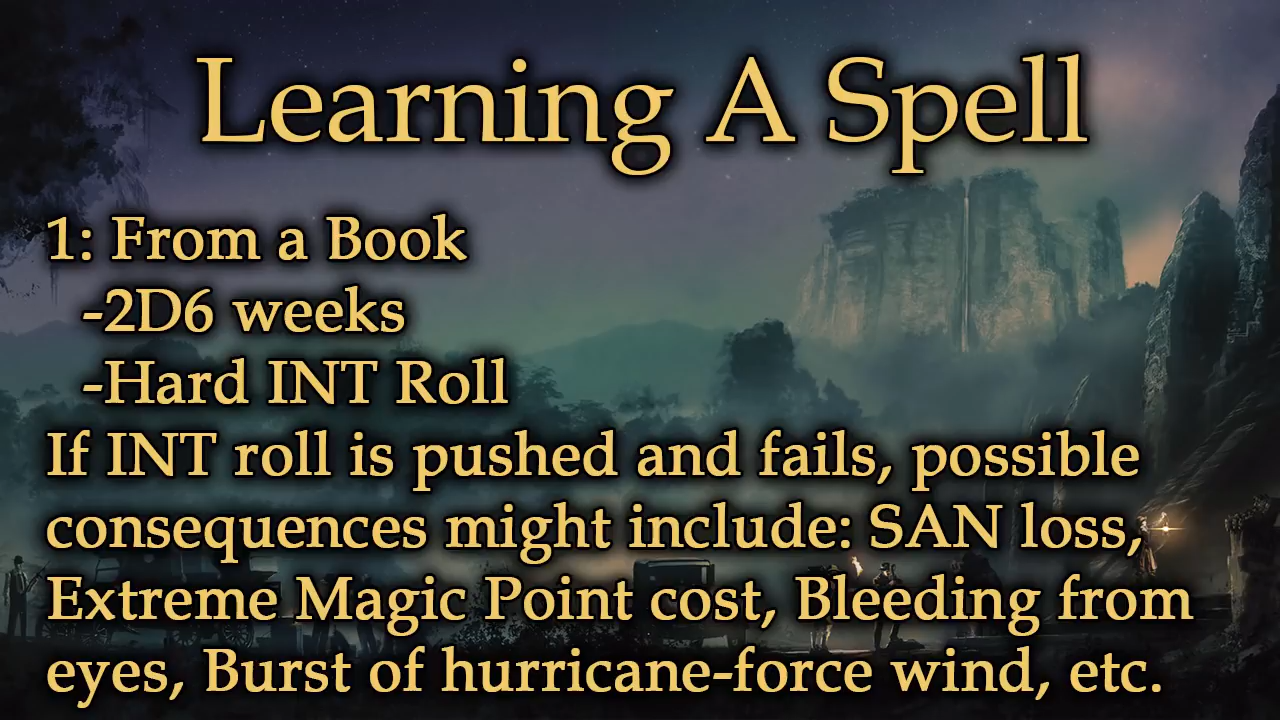 Learning A Spell
1: From a Book
-2D6 weeks
-Hard INT Roll
If INT roll is pushed and fails, possible
consequences might include: SAN loss,
Extreme Magic Point cost, Bleeding from
eyes, Burst of hurricane-force wind, etc.